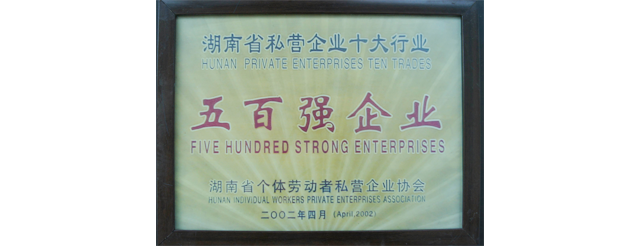 湖南省私营企业十大行业
HUNAN PRIVATE ENTERPRISES TEN TRADES
五百强企业
FIVE HUNDRED STRONG ENTERPRISES
湖南省个体劳动者私营企业协会
HUNAN INDIVIDUAL WORKERS PRIVATE ENTERPRISES ASSOCIATION
二〇〇二年四月 (April,2002)